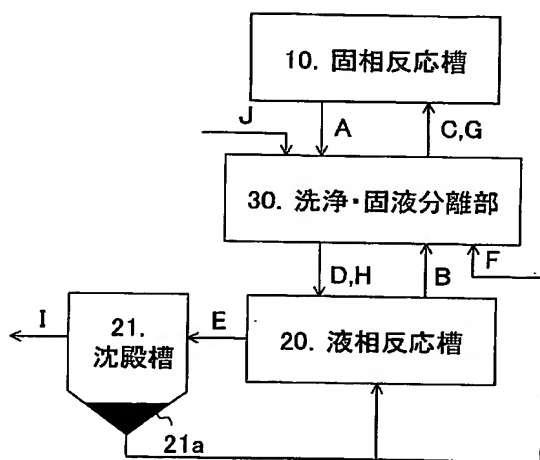 10. 固相反応槽
J
A
C,G
30. 洗浄・固液分離部
D,H
B
F
I
21.
沈殿槽
E
20. 液相反応槽
21a